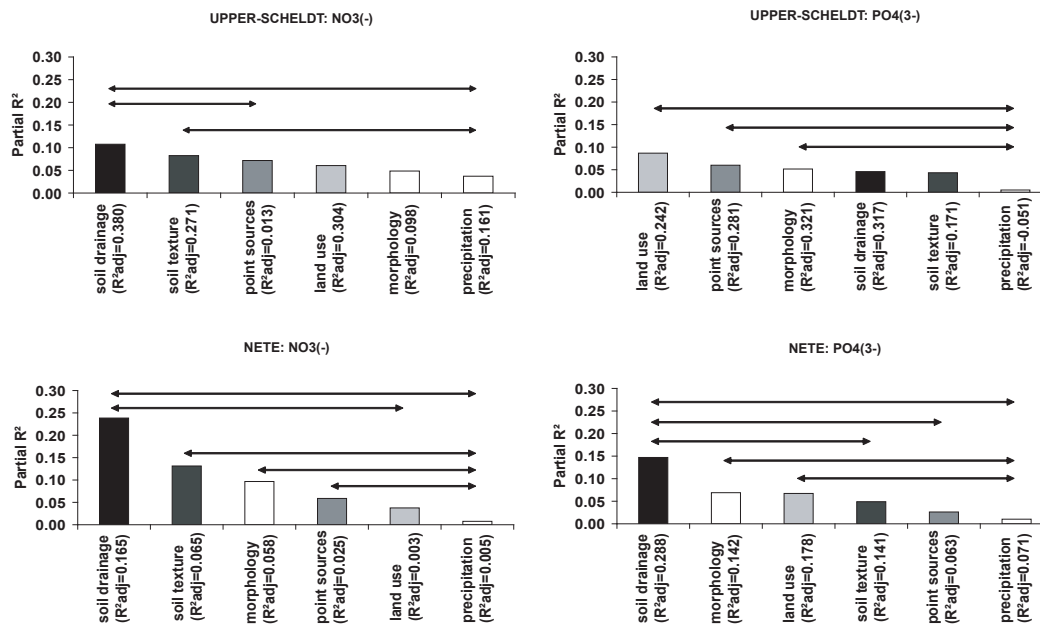 UPPER-SCHELDT: NO3(-)
Partial R²
0.30
0.25
0.20
0.15
0.10
0.05
0.00
soil drainage
(R²adj=0.380)
soil texture
(R²adj=0.271)
point sources
(R²adj=0.013)
land use
(R²adj=0.304)
morphology
(R²adj=0.098)
precipitation
(R²adj=0.161)
UPPER-SCHELDT: PO4(3-)
Partial R²
0.30
0.25
0.20
0.15
0.10
0.05
0.00
land use
(R²adj=0.242)
point sources
(R²adj=0.281)
morphology
(R²adj=0.321)
soil drainage
(R²adj=0.317)
soil texture
(R²adj=0.171)
precipitation
(R²adj=-0.051)
NETE: NO3(-)
Partial R²
0.30
0.25
0.20
0.15
0.10
0.05
0.00
soil drainage
(R²adj=0.165)
soil texture
(R²adj=0.065)
morphology
(R²adj=0.058)
point sources
(R²adj=0.025)
land use
(R²adj=0.003)
precipitation
(R²adj=0.005)
NETE: PO4(3-)
Partial R²
0.30
0.25
0.20
0.15
0.10
0.05
0.00
soil drainage
(R²adj=0.288)
morphology
(R²adj=0.142)
land use
(R²adj=0.178)
soil texture
(R²adj=0.141)
point sources
(R²adj=0.063)
precipitation
(R²adj=0.071)